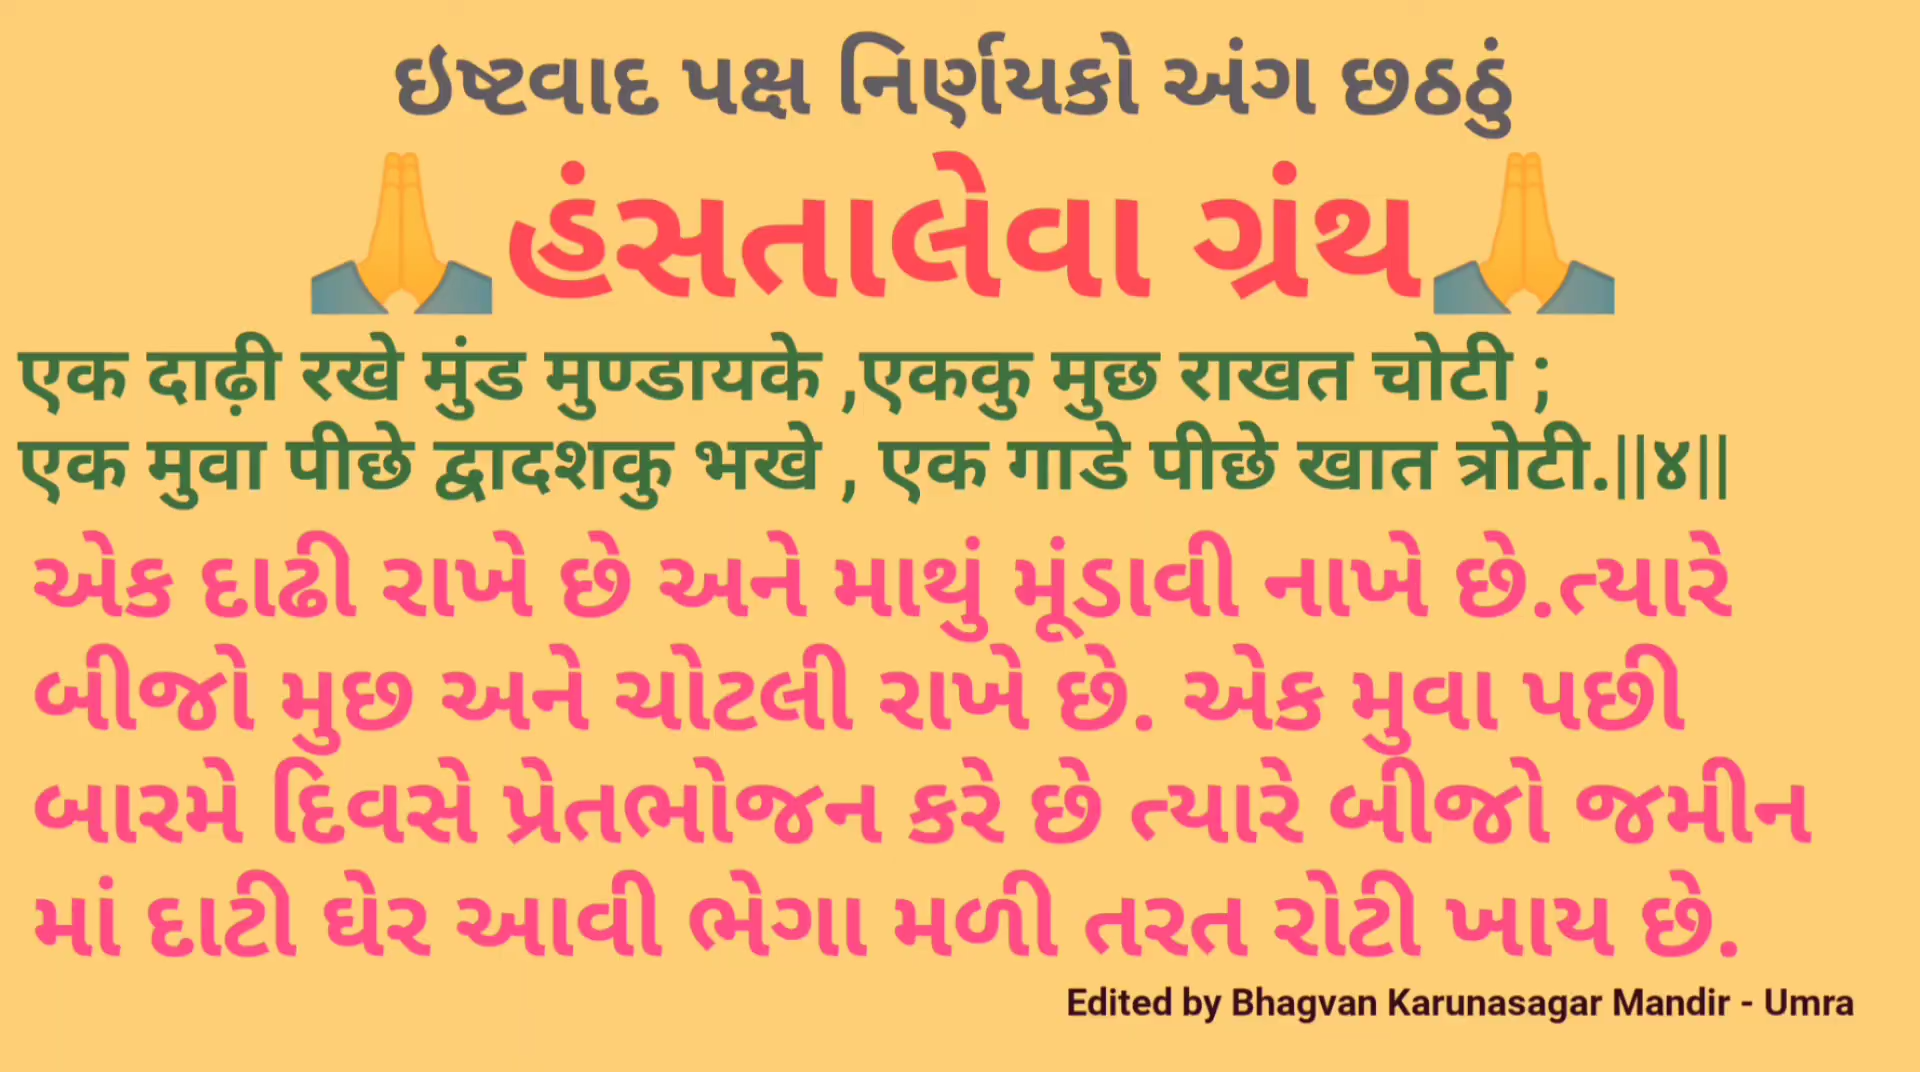 ઇષ્ટવાદ પક્ષ નિર્ણયકો અંગ છઠઠું
🙏હંસતાલેવા ગ્રંથ🙏
एक दाढ़ी रखे मुंड मुण्डायके ,एककु मुछ राखत चोटी ;
एक मुवा पीछे द्वादशकु भखे , एक गाडे पीछे खात त्रोटी.||४||
એક દાઢી રાખે છે અને માથું મૂંડાવી નાખે છે.ત્યારે
બીજો મુછ અને ચોટલી રાખે છે. એક મુવા પછી
બારમે દિવસે પ્રેતભોજન કરે છે ત્યારે બીજો જમીન
માં દાટી ઘેર આવી ભેગા મળી તરત રોટી ખાય છે.
Edited by Bhagvan Karunasagar Mandir - Umra